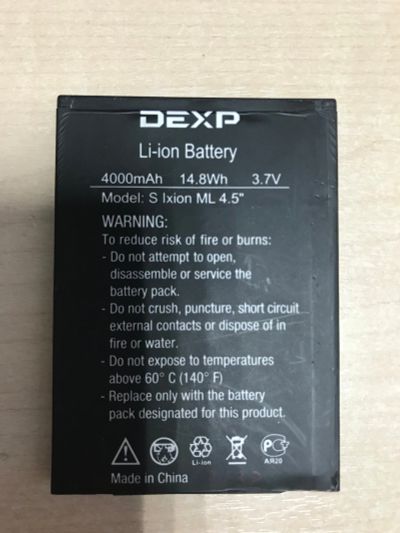 DEXP
Li-ion Battery
4000mAh 14.8Wh 3.7V
Model: S Ixion ML 4.5"
WARNING:
To reduce risk of fire or burns:
- Do not attempt to open,
disassemble or service the
battery pack.
- Do not crush, puncture, short circuit
external contacts or dispose of in
fire or water.
- Do not expose to temperatures
above 60° C (140° F)
- Replace only with the battery
pack designated for this product.
Li-ion
АЯ20
Made in China